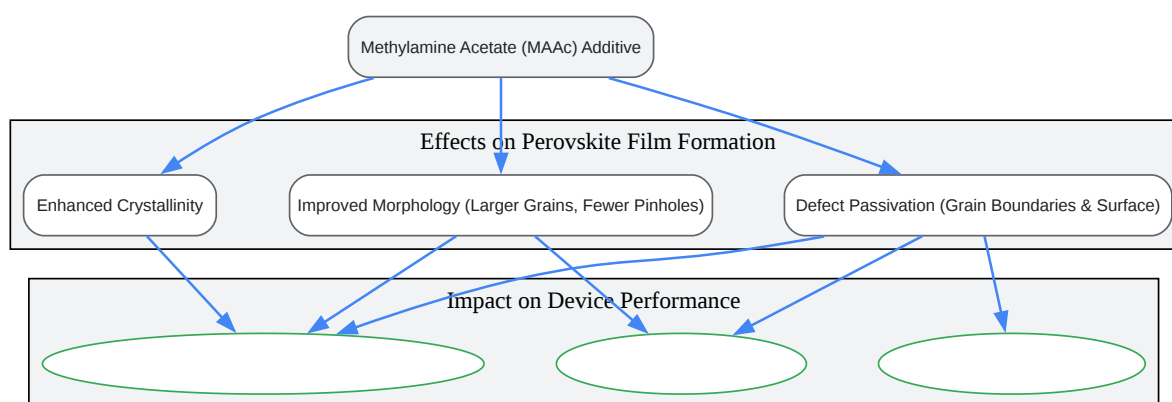 Methylamine Acetate (MAAc) Additive
Effects on Perovskite Film Formation
Enhanced Crystallinity
Improved Morphology (Larger Grains, Fewer Pinholes)
Defect Passivation (Grain Boundaries & Surface)
Impact on Device Performance